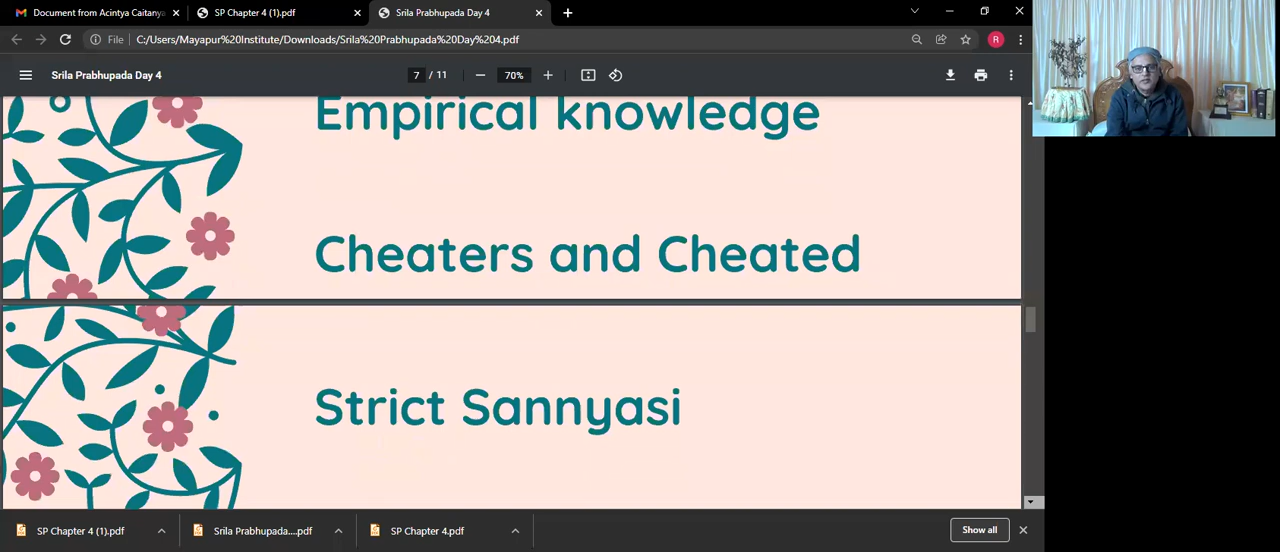 Document from Acintya Caitanya
SP Chapter 4 (1).pdf
Srila Prabhupada Day 4
File C:/Users/Mayapur%20Institute/Downloads/Srila%20Prabhupada%20Day%204.pdf
R
Srila Prabhupada Day 4
7 / 11
70%
Empirical knowledge
Cheaters and Cheated
Strict Sannyasi
SP Chapter 4 (1).pdf
Srila Prabhupada....pdf
SP Chapter 4.pdf
Show all